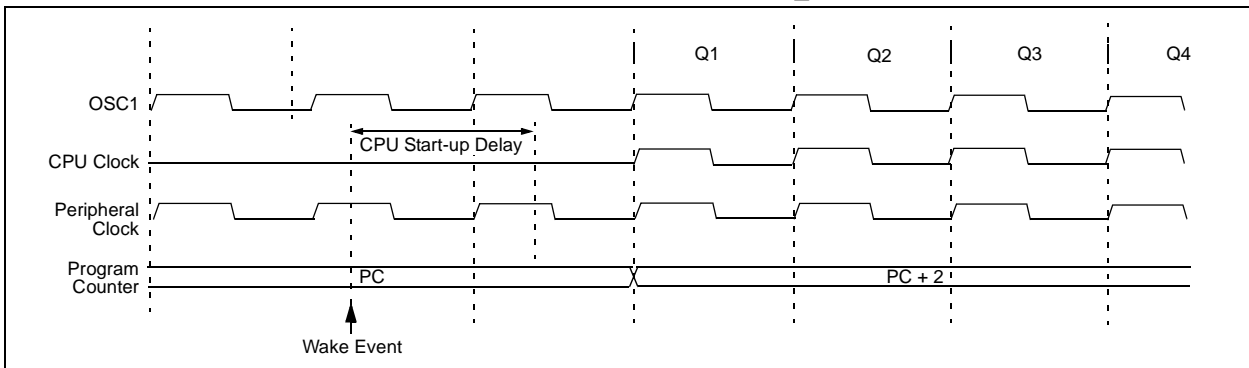 Q1 Q2 Q3 Q4
OSC1
CPU Start-up Delay
CPU Clock
Peripheral
Clock
Program
Counter
PC PC + 2
Wake Event